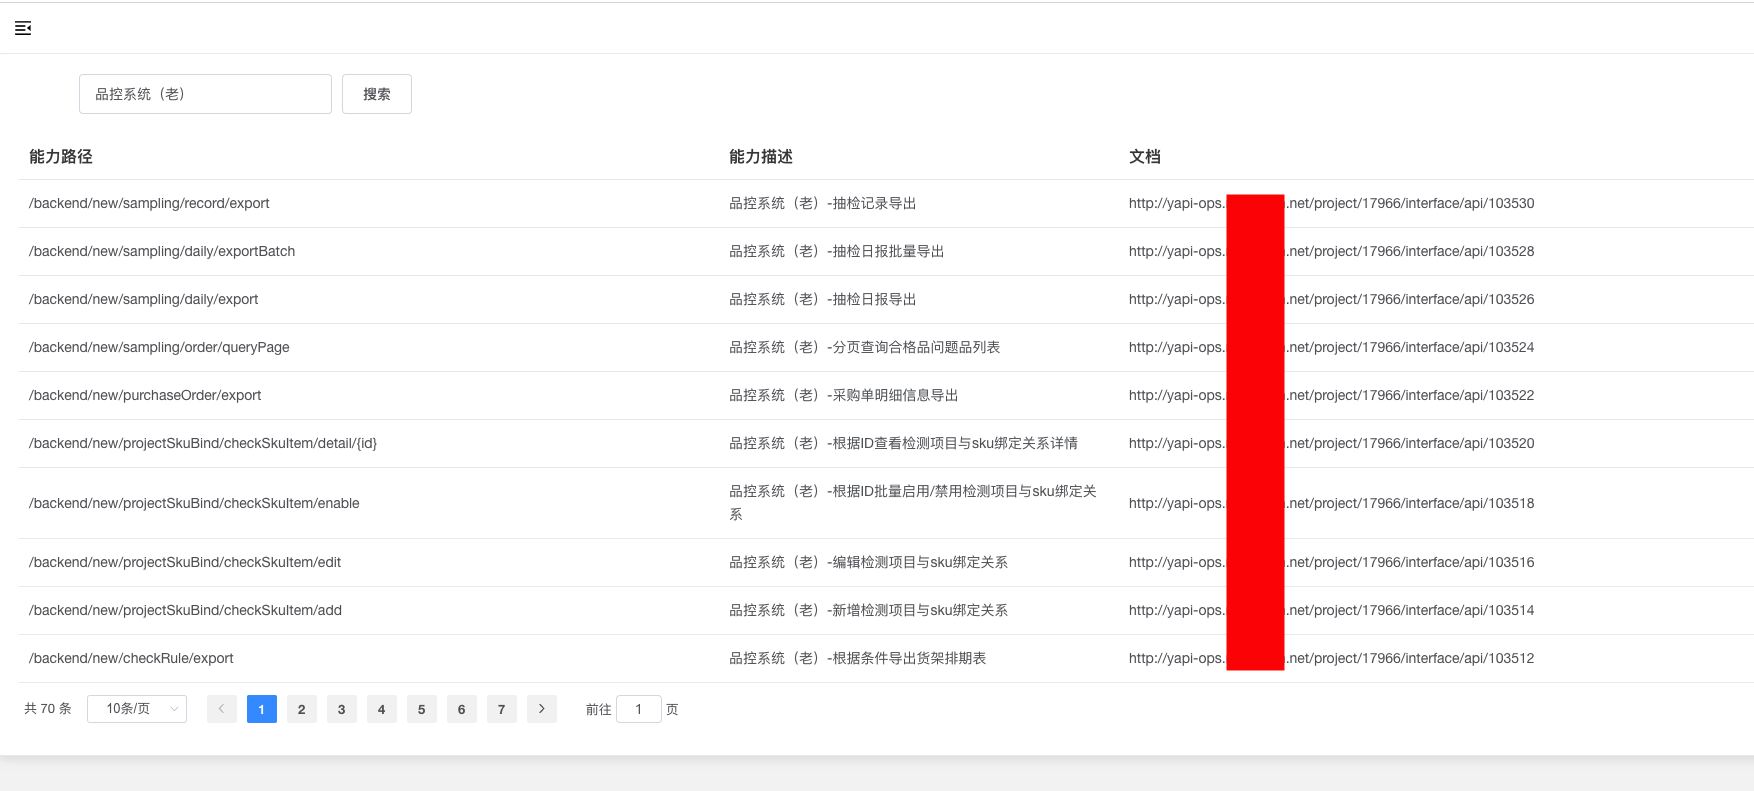 品控系统（老）
搜索
能力路径 能力描述 文档
/backend/new/sampling/record/export 品控系统（老）-抽检记录导出 http://yapi-ops. .net/project/17966/interface/api/103530
/backend/new/sampling/daily/exportBatch 品控系统（老）-抽检日报批量导出 http://yapi-ops. .net/project/17966/interface/api/103528
/backend/new/sampling/daily/export 品控系统（老）-抽检日报导出 http://yapi-ops. .net/project/17966/interface/api/103526
/backend/new/sampling/order/queryPage 品控系统（老）-分页查询合格品问题品列表 http://yapi-ops. .net/project/17966/interface/api/103524
/backend/new/purchaseOrder/export 品控系统（老）-采购单明细信息导出 http://yapi-ops. .net/project/17966/interface/api/103522
/backend/new/projectSkuBind/checkSkuItem/detail/{id} 品控系统（老）-根据ID查看检测项目与sku绑定关系详情 http://yapi-ops. .net/project/17966/interface/api/103520
/backend/new/projectSkuBind/checkSkuItem/enable 品控系统（老）-根据ID批量启用/禁用检测项目与sku绑定关
系 http://yapi-ops. .net/project/17966/interface/api/103518
/backend/new/projectSkuBind/checkSkuItem/edit 品控系统（老）-编辑检测项目与sku绑定关系 http://yapi-ops. .net/project/17966/interface/api/103516
/backend/new/projectSkuBind/checkSkuItem/add 品控系统（老）-新增检测项目与sku绑定关系 http://yapi-ops. .net/project/17966/interface/api/103514
/backend/new/checkRule/export 品控系统（老）-根据条件导出货架排期表 http://yapi-ops. .net/project/17966/interface/api/103512
共 70 条 10条/页 1 2 3 4 5 6 7 前往 1 页